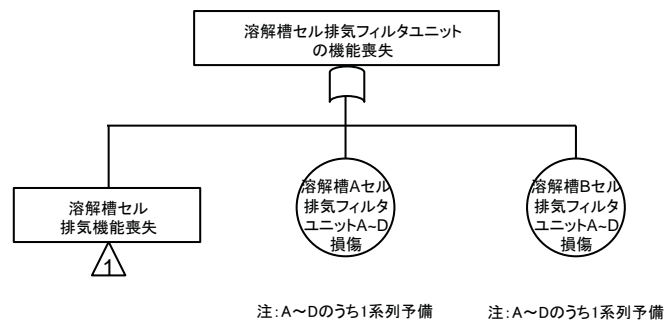 溶解槽セル排気フィルタユニット
の機能喪失
溶解槽セル
排気機能喪失
1
溶解槽Aセル
排気フィルタ
ユニットA~D
損傷
溶解槽Bセル
排気フィルタ
ユニットA~D
損傷
注:A～Dのうち1系列予備
注:A～Dのうち1系列予備